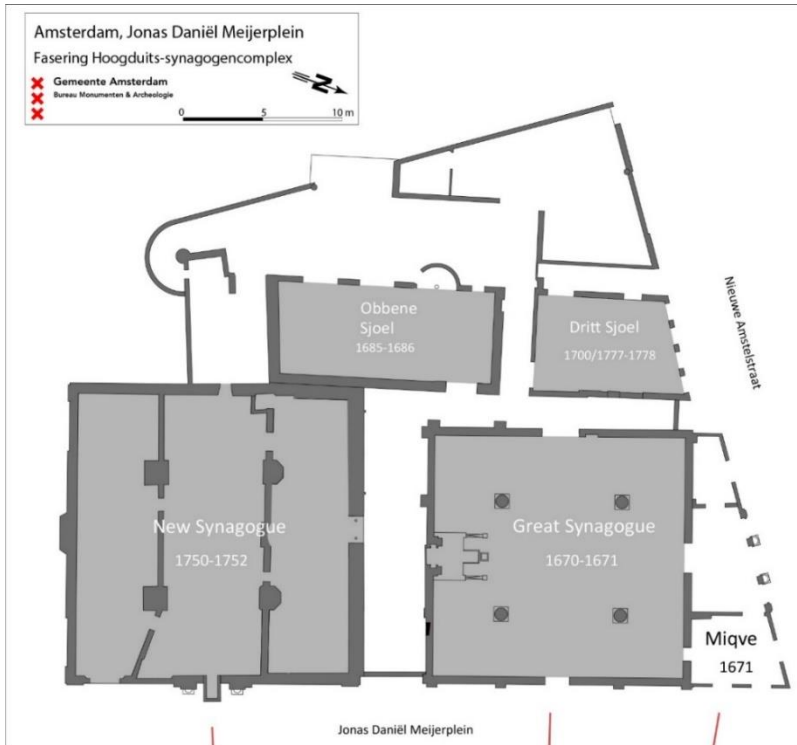 Amsterdam, Jonas Daniël Meijerplein
Fasering Hoogduits-synagogencomplex
Gemeente Amsterdam
Bureau Monumenten & Archeologie
N
0 5 10 m
Obbene
Sjoel
1685-1686
Dritt Sjoel
1700/1777-1778
Nieuwe Amstelstraat
New Synagogue
1750-1752
Great Synagogue
1670-1671
Miqve
1671
Jonas Daniël Meijerplein